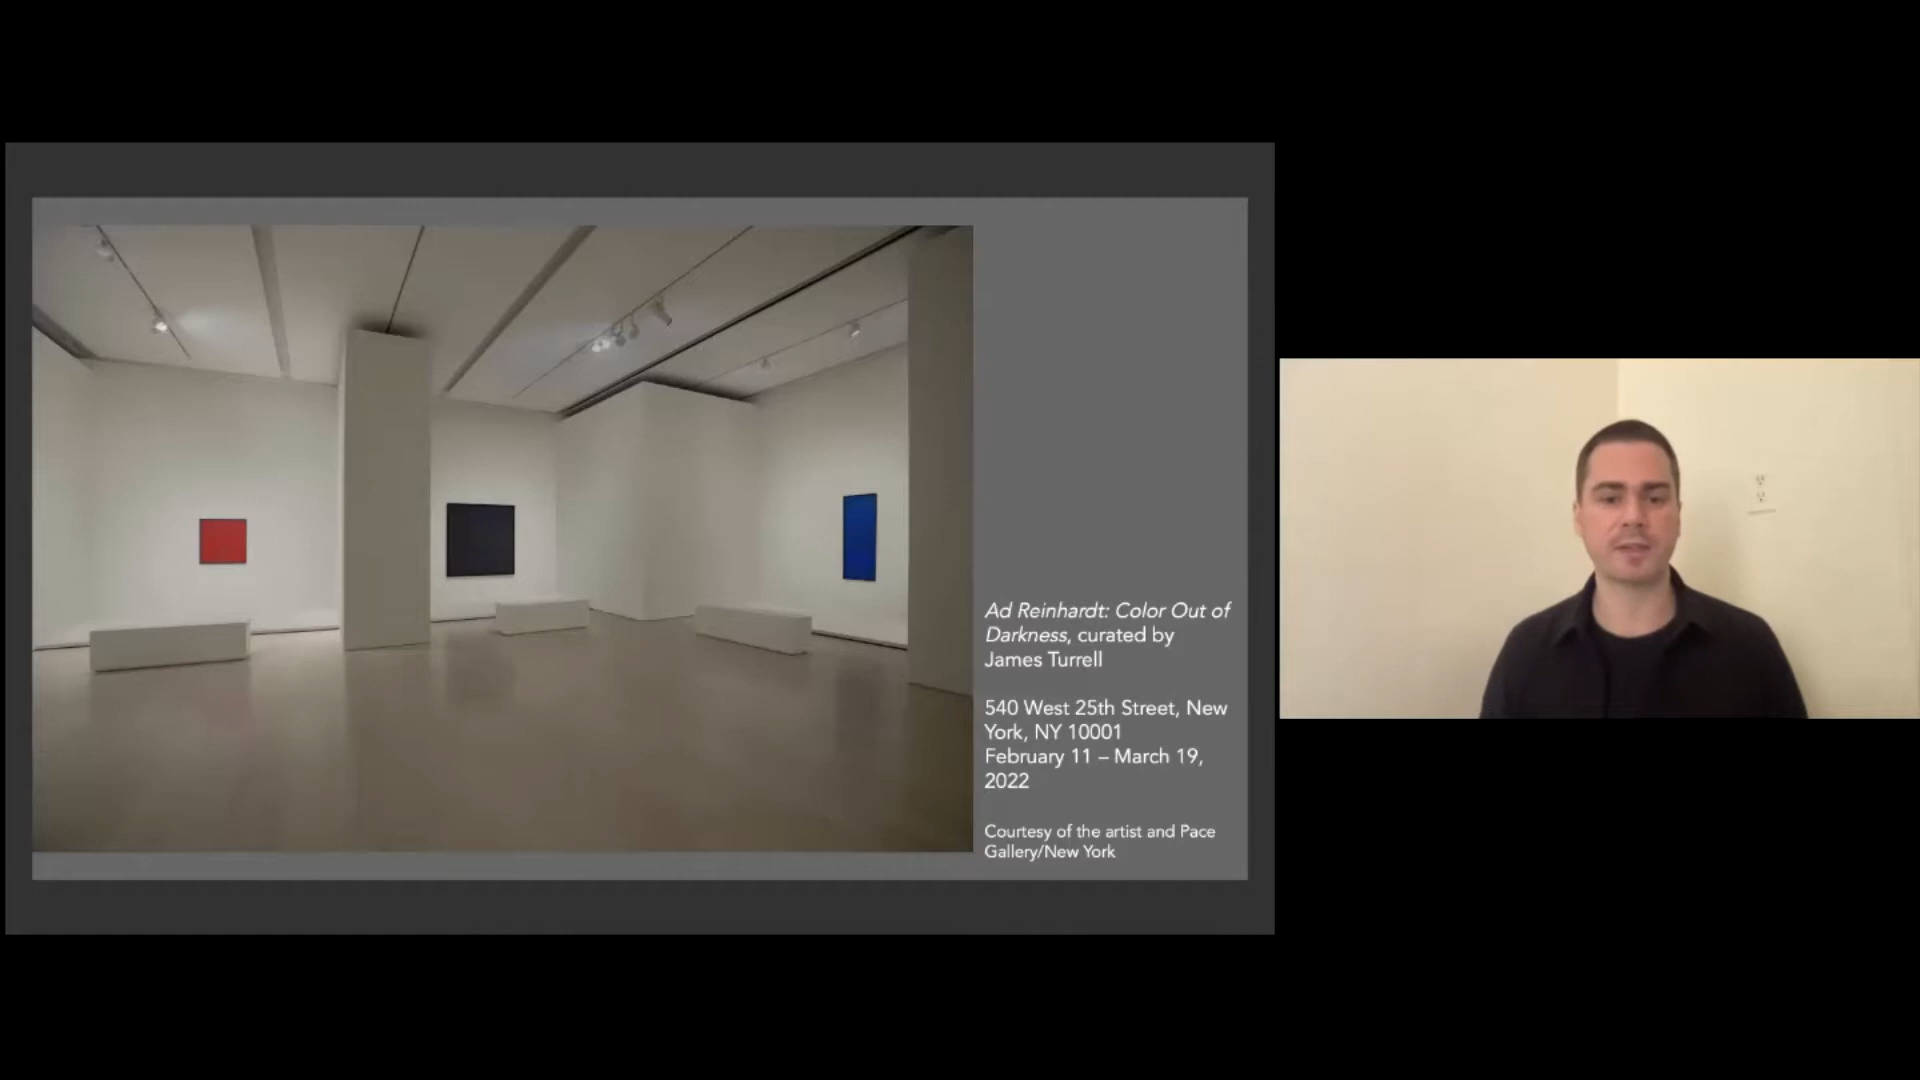 Ad Reinhardt: Color Out of
Darkness, curated by
James Turrell
540 West 25th Street, New
York, NY 10001
February 11 – March 19,
2022
Courtesy of the artist and Pace
Gallery/New York